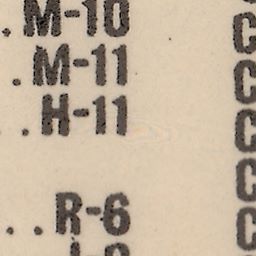 . M-10 C
. M-11 C
. . H-11 C
C
. . . R-6 C